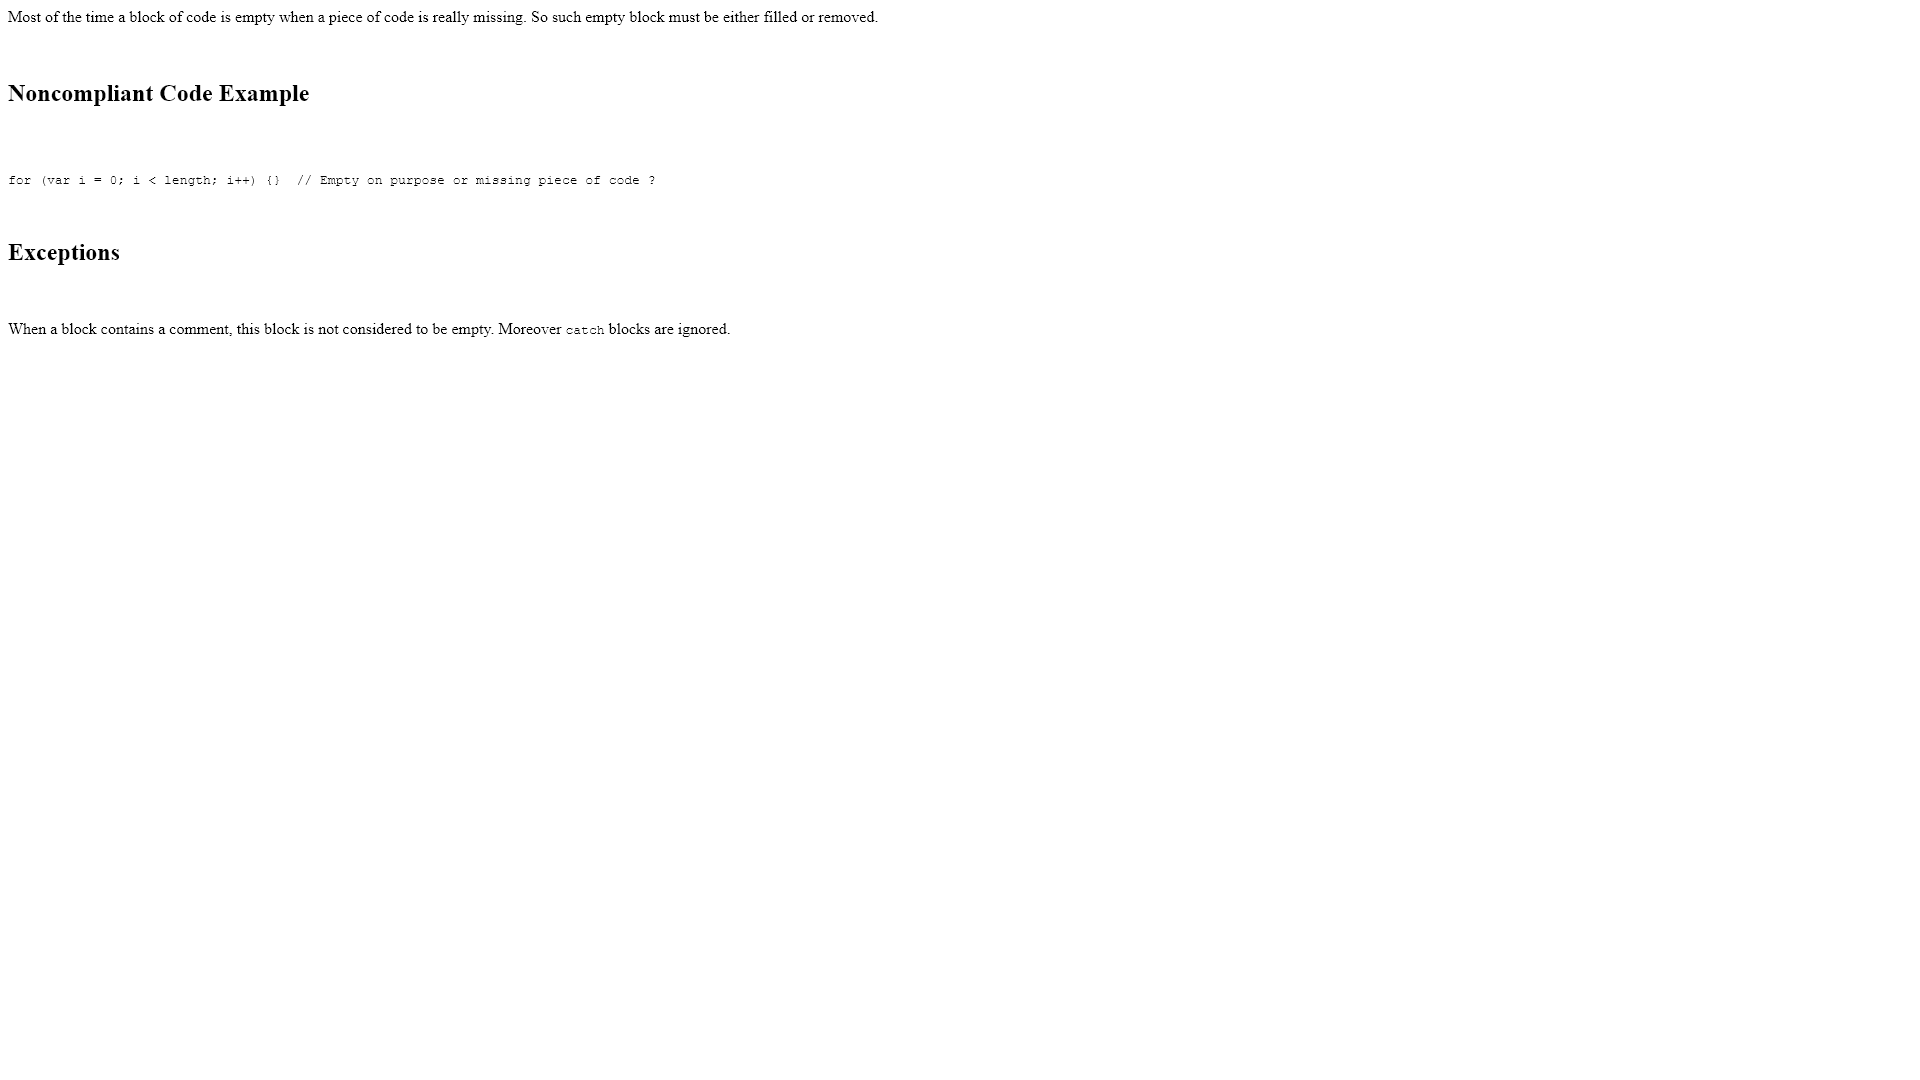 Most of the time a block of code is empty when a piece of code is really missing. So such empty block must be either filled or removed.
Noncompliant Code Example
for (var i = 0; i < length; i++) {}  // Empty on purpose or missing piece of code ?
Exceptions
When a block contains a comment, this block is not considered to be empty. Moreover catch blocks are ignored.